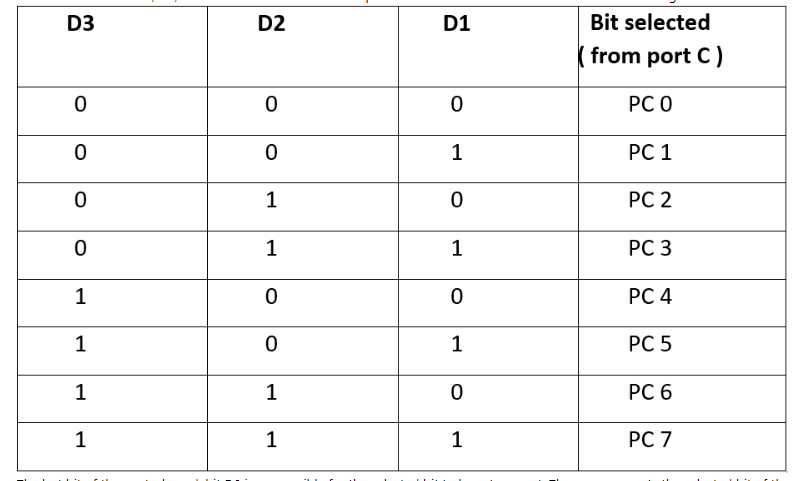 D3 D2 D1 Bit selected
( from port C )
0 0 0 PC 0
0 0 1 PC 1
0 1 0 PC 2
0 1 1 PC 3
1 0 0 PC 4
1 0 1 PC 5
1 1 0 PC 6
1 1 1 PC 7